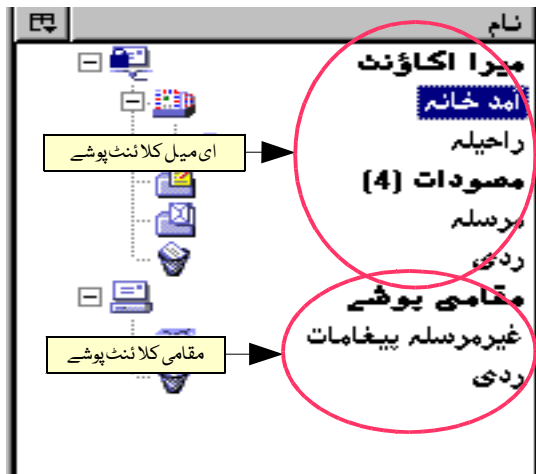 نام
میرا اکاؤنٹ
آمد خانہ
راحیلہ
ای میل کلائنٹ پوشے
مصودات (4)
مرسلہ
ردی
مقامی پوشے
غیرمرسلہ پیغامات
مقامی کلائنٹ پوشے
ردی